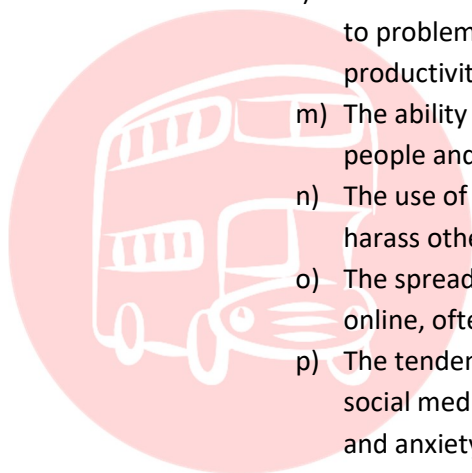 to problem
productivit
m) The ability
people and
n) The use of
harass othe
o) The spread
online, ofte
p) The tenden
social med
and anxiety